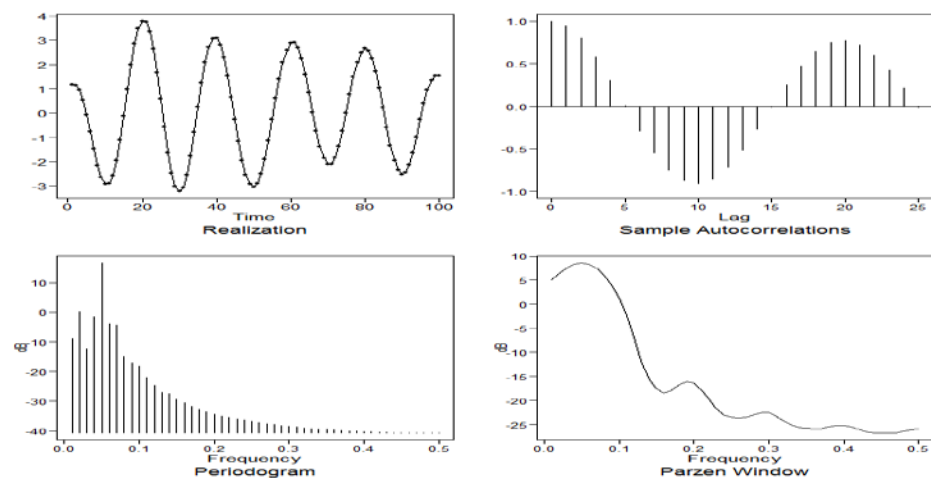 4
3
2
1
0
-1
-2
-3
0 20 40 60 80 100
Time
Realization
1.0
0.5
0.0
-0.5
-1.0
0 5 10 15 20 25
Lag
Sample Autocorrelations
10
0
-10
dB
-20
-30
-40
0.0 0.1 0.2 0.3 0.4 0.5
Frequency
Periodogram
10
5
0
-5
dB
-10
-15
-25
0.0 0.1 0.2 0.3 0.4 0.5
Frequency
Parzen Window